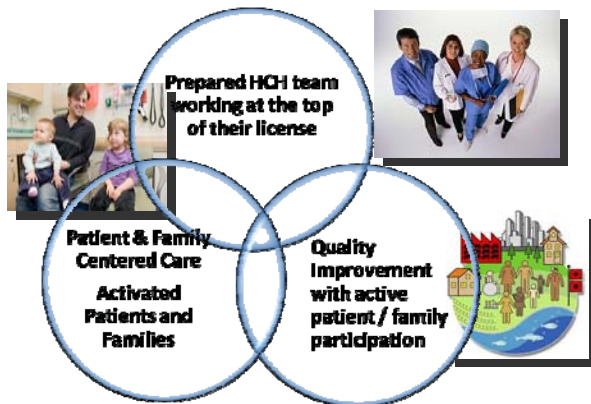 Prepared HCH team
working at the top
of their license
Patient & Family
Centered Care
Activated
Patients and
Families
Quality
Improvement
with active
patient / family
participation